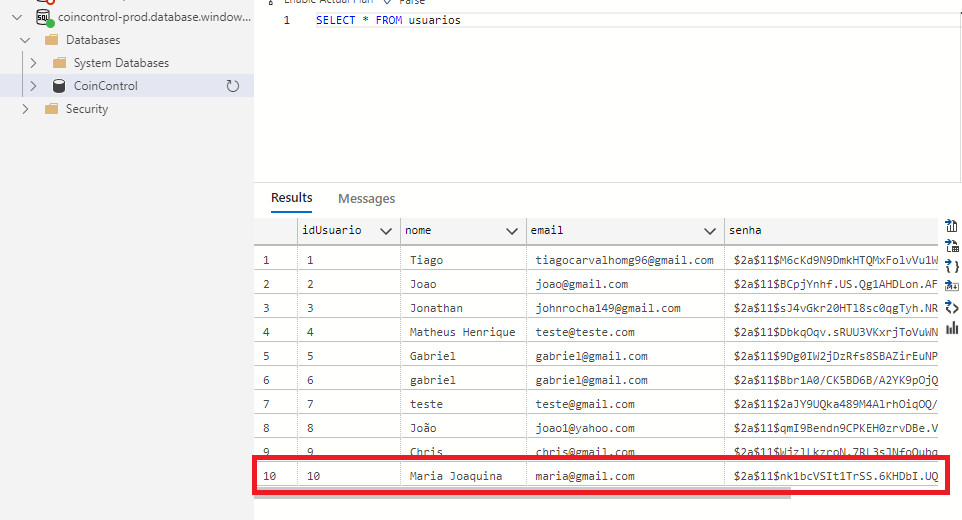 Enable Actual Plan
Parse
coincontrol-prod.database.window...
1 SELECT * FROM usuarios
Databases
System Databases
CoinControl
Security
Results Messages
idUsuario nome email senha
1 1 Tiago tiagocarvalhomg96@gmail.com $2a$11$M6cKd9N9DmkHTQMxFolvVu1W
2 2 Joao joao@gmail.com $2a$11$BCpjYnhf.US.Qg1AHDLon.AF
3 3 Jonathan johnrocha149@gmail.com $2a$11$sJ4vGkr20HTl8sc0qgTyh.NR
4 4 Matheus Henrique teste@teste.com $2a$11$DbkqOqv.sRUU3VKxrjToVuWN
5 5 Gabriel gabriel@gmail.com $2a$11$9Dg0IW2jDzRfs8SBAZirEuNP
6 6 gabriel gabriel@gmail.com $2a$11$Bbr1A0/CK5BD6B/A2YK9pOjQ
7 7 teste teste@gmail.com $2a$11$2aJY9UQka489M4AlrhOiqOQ/
8 8 João joao1@yahoo.com $2a$11$qmI9Bendn9CPKEH0zrvDBe.V
9 9 Chris chris@gmail.com
10 10 Maria Joaquina maria@gmail.com $2a$11$nk1bcVSIt1TrSS.6KHDbI.UQ